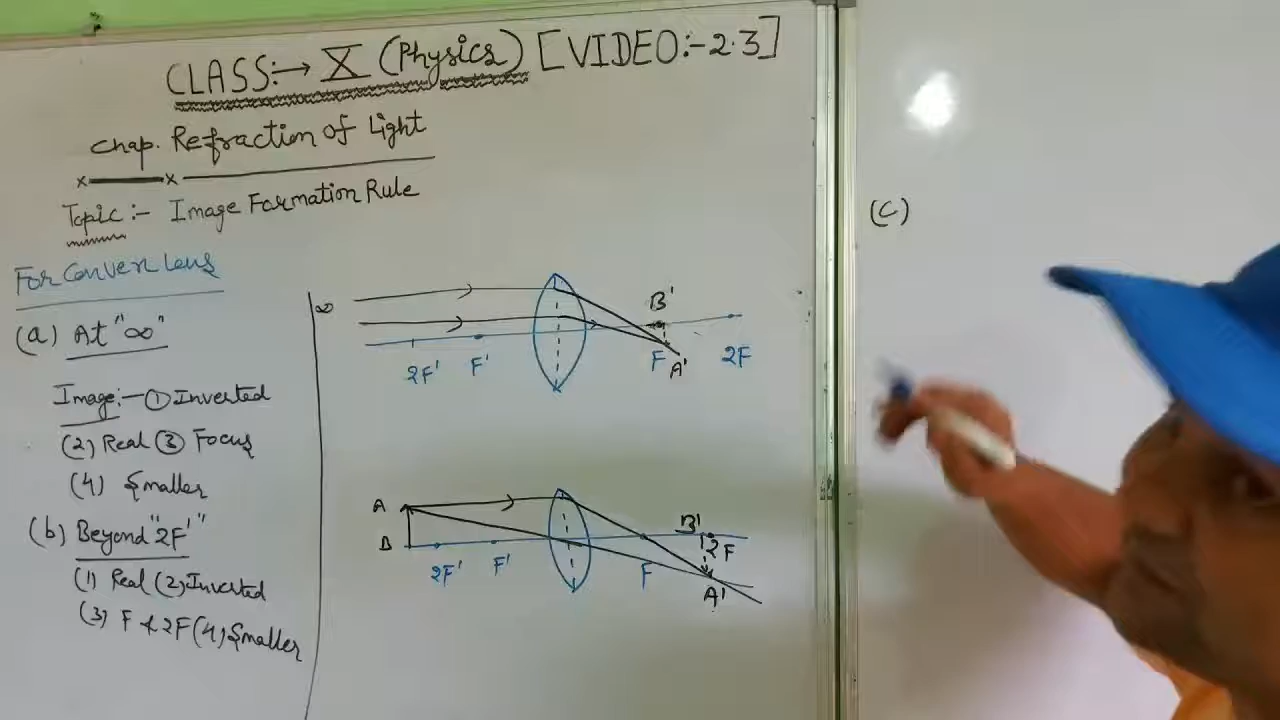 CLASS:→ X (Physics) [VIDEO:-2.3]
Chap. Refraction of Light
Topic:- Image Formation Rule
For Conven Lens
(a) At "∞"
Image:- ① Inverted
(2) Real ③ Focus
(4) Smaller
(b) Beyond "2F'"
(1) Real (2) Inverted
(3) F & 2F (4) Smaller
∞
B'
2F' F' F A' 2F
A
B B' 2F
2F' F' F
A'
(C)